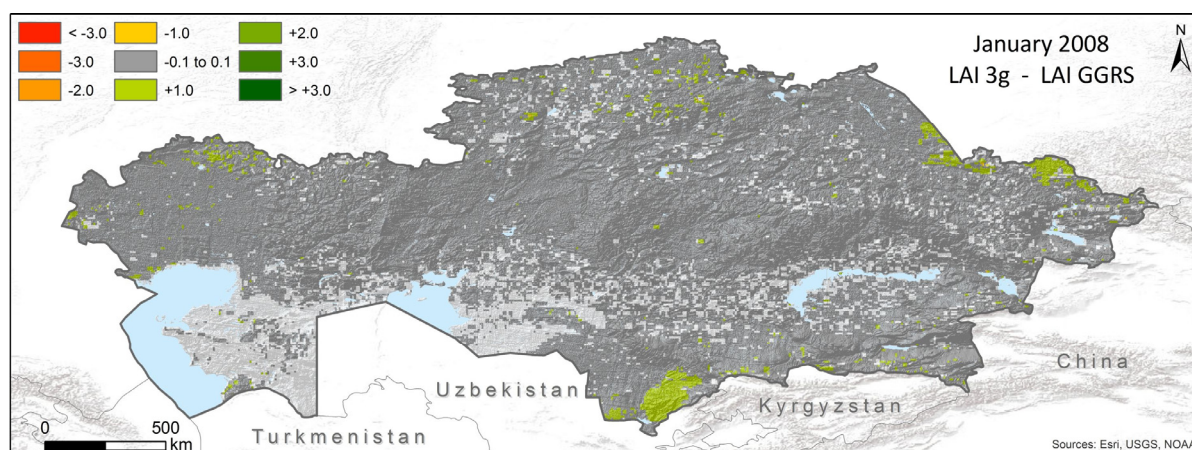 < -3.0
-1.0
+2.0
-3.0
-0.1 to 0.1
+3.0
-2.0
+1.0
> +3.0
January 2008
LAI 3g - LAI GGRS
N
China
Uzbekistan
Kyrgyzstan
Turkmenistan
0 500
km
Sources: Esri, USGS, NOAA